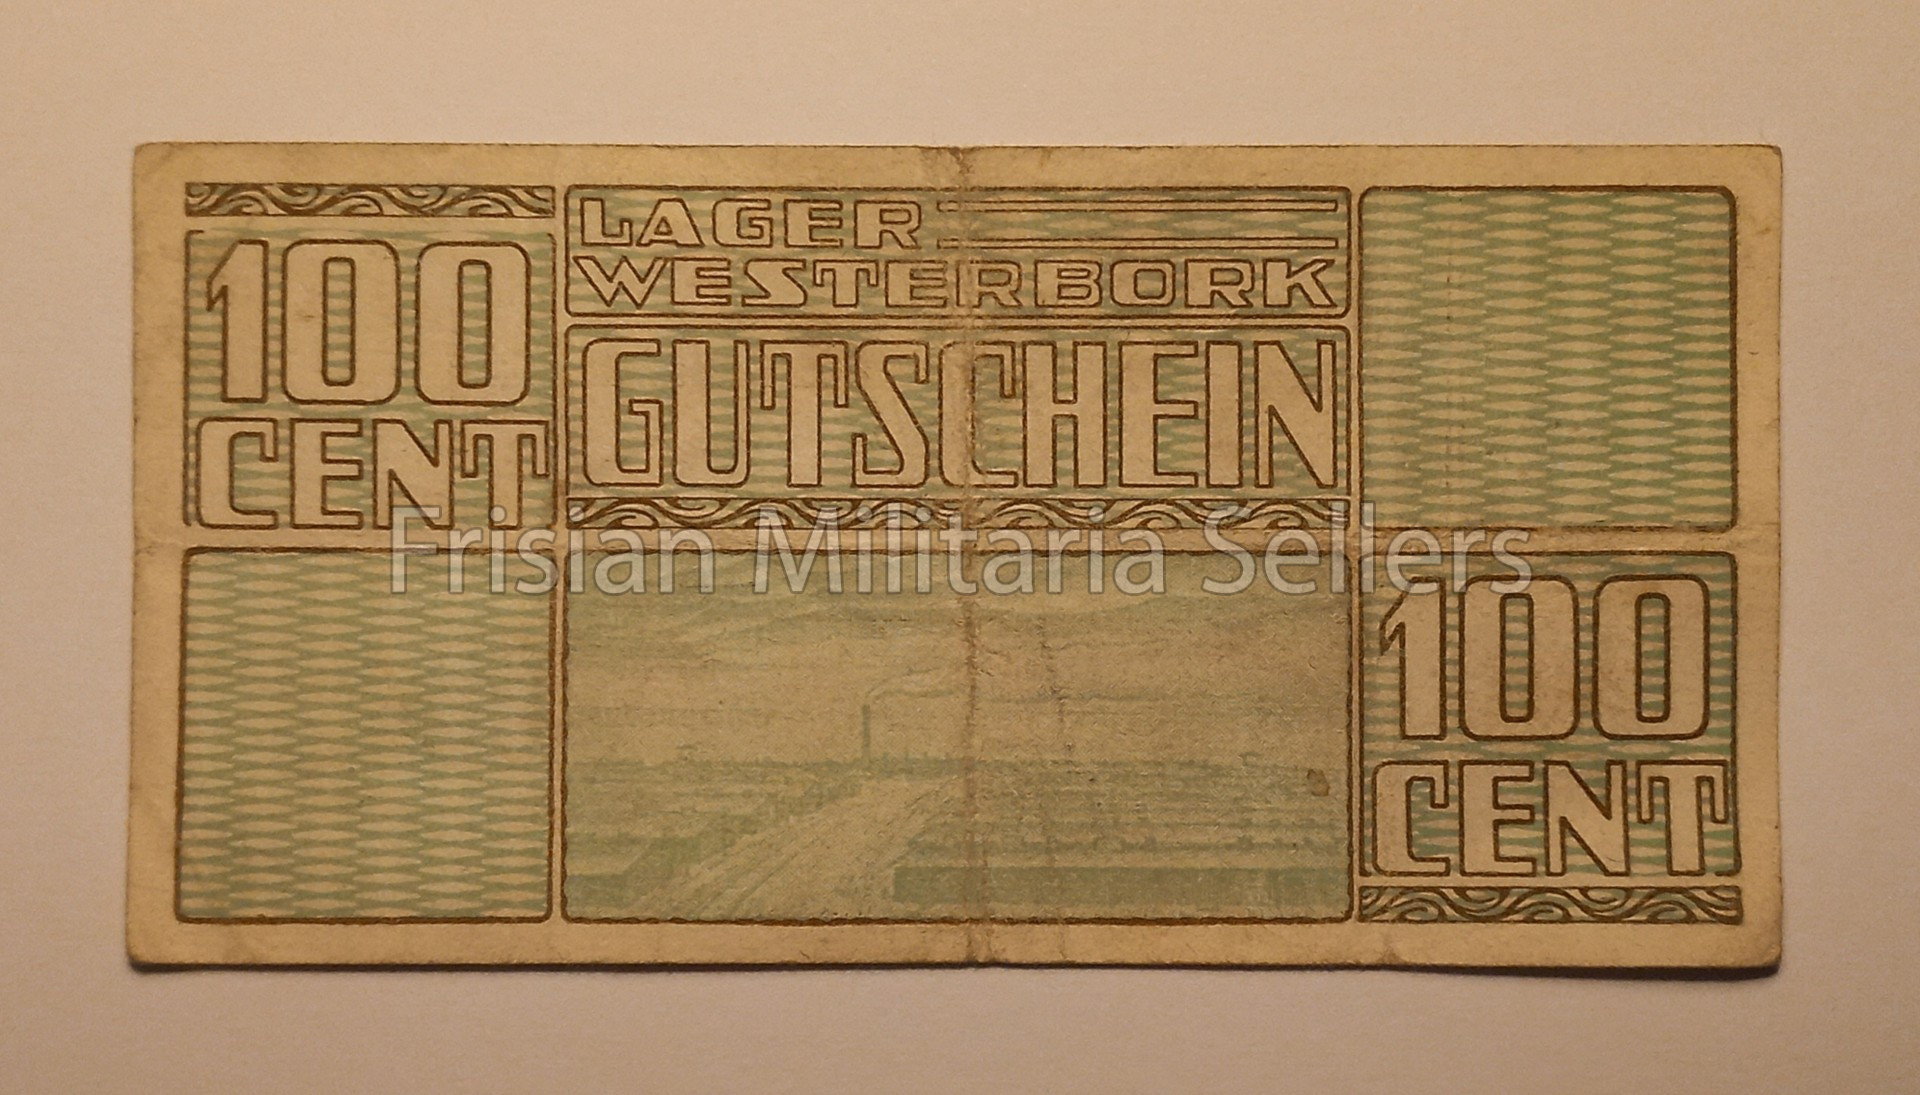 100
CENT
LAGER
WESTERBORK
GUTSCHEIN
Frisian Militaria Sellers
100
CENT